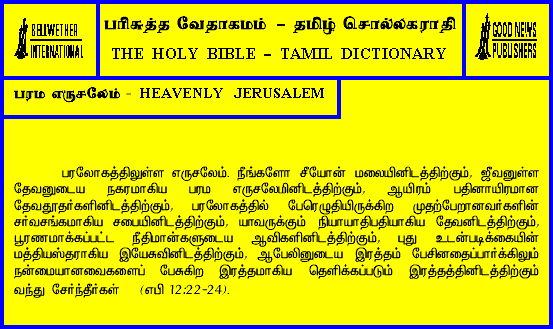 BELLWETHER
INTERNATIONAL
பரிசுத்த வேதாகமம் – தமிழ் சொல்லகராதி
THE HOLY BIBLE – TAMIL DICTIONARY
GOOD NEWS
PUBLISHERS
பரம எருசலேம் - HEAVENLY JERUSALEM
பரலோகத்திலுள்ள எருசலேம். நீங்களோ சீயோன் மலையினிடத்திற்கும், ஜீவனுள்ள
தேவனுடைய நகரமாகிய பரம எருசலேமினிடத்திற்கும், ஆயிரம் பதினாயிரமான
தேவதூதர்களினிடத்திற்கும், பரலோகத்தில் பேரெழுதியிருக்கிற முதற்பேறானவர்களின்
சர்வசங்கமாகிய சபையினிடத்திற்கும், யாவருக்கும் நியாயாதிபதியாகிய தேவனிடத்திற்கும்,
பூரணமாக்கப்பட்ட நீதிமான்களுடைய ஆவிகளினிடத்திற்கும், புது உடன்படிக்கையின்
மத்தியஸ்தராகிய இயேசுவினிடத்திற்கும், ஆபேலினுடைய இரத்தம் பேசினதைப்பார்க்கிலும்
நன்மையானவைகளைப் பேசுகிற இரத்தமாகிய தெளிக்கப்படும் இரத்தத்தினிடத்திற்கும்
வந்து சேர்ந்தீர்கள் (எபி 12:22-24).